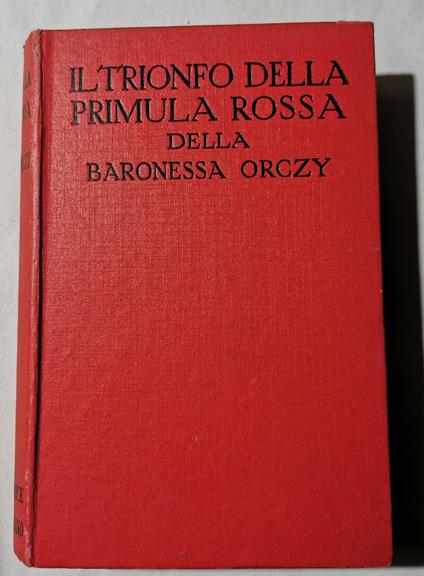 IL TRIONFO DELLA
PRIMULA ROSSA
DELLA
BARONESSA ORCZY